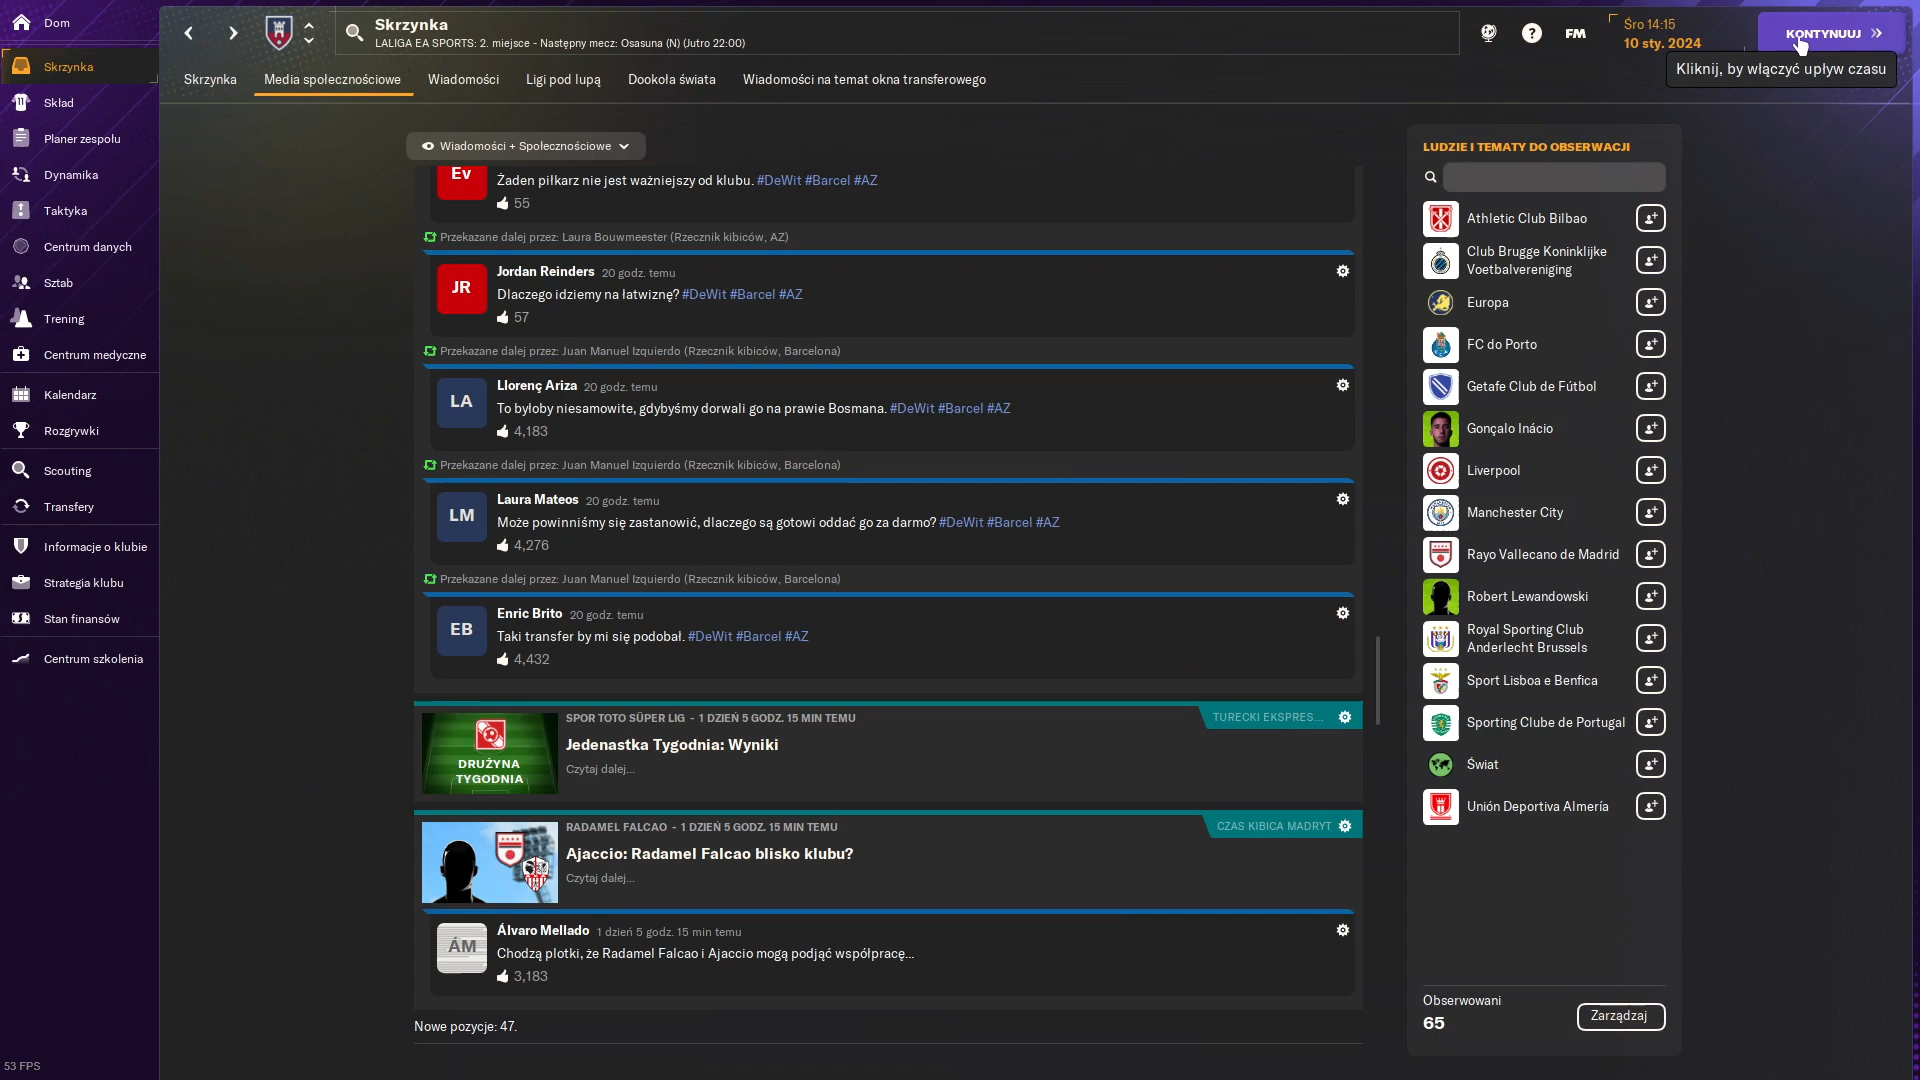 Dom
Skrzynka
Skład
Planer zespołu
Dynamika
Taktyka
Centrum danych
Sztab
Trening
Centrum medyczne
Kalendarz
Rozgrywki
Scouting
Transfery
Informacje o klubie
Strategia klubu
Stan finansów
Centrum szkolenia
53 FPS
Skrzynka
LALIGA EA SPORTS: 2. miejsce - Następny mecz: Osasuna (N) (Jutro 22:00)
FM
Śro 14:15
10 sty. 2024
KONTYNUUJ
Kliknij, by włączyć upływ czasu
Skrzynka
Media społecznościowe
Wiadomości
Ligi pod lupą
Dookoła świata
Wiadomości na temat okna transferowego
Wiadomości + Społecznościowe
Ev
Żaden piłkarz nie jest ważniejszy od klubu. #DeWit #Barcel #AZ
55
Przekazane dalej przez: Laura Bouwmeester (Rzecznik kibiców, AZ)
JR
Jordan Reinders 20 godz. temu
Dlaczego idziemy na łatwiznę? #DeWit #Barcel #AZ
57
Przekazane dalej przez: Juan Manuel Izquierdo (Rzecznik kibiców, Barcelona)
LA
Llorenç Ariza 20 godz. temu
To byłoby niesamowite, gdybyśmy dorwali go na prawie Bosmana. #DeWit #Barcel #AZ
4,183
Przekazane dalej przez: Juan Manuel Izquierdo (Rzecznik kibiców, Barcelona)
LM
Laura Mateos 20 godz. temu
Może powinniśmy się zastanowić, dlaczego są gotowi oddać go za darmo? #DeWit #Barcel #AZ
4,276
Przekazane dalej przez: Juan Manuel Izquierdo (Rzecznik kibiców, Barcelona)
EB
Enric Brito 20 godz. temu
Taki transfer by mi się podobał. #DeWit #Barcel #AZ
4,432
DRUŻYNA
TYGODNIA
SPOR TOTO SÜPER LIG - 1 DZIEŃ 5 GODZ. 15 MIN TEMU
TURECKI EKSPRES...
Jedenastka Tygodnia: Wyniki
Czytaj dalej...
RADAMEL FALCAO - 1 DZIEŃ 5 GODZ. 15 MIN TEMU
CZAS KIBICA MADRYT
Ajaccio: Radamel Falcao blisko klubu?
Czytaj dalej...
ÁM
Álvaro Mellado 1 dzień 5 godz. 15 min temu
Chodzą plotki, że Radamel Falcao i Ajaccio mogą podjąć współpracę...
3,183
Nowe pozycje: 47.
LUDZIE I TEMATY DO OBSERWACJI
Athletic Club Bilbao
Club Brugge Koninklijke
Voetbalvereniging
Europa
FC do Porto
Getafe Club de Fútbol
Gonçalo Inácio
Liverpool
Manchester City
Rayo Vallecano de Madrid
Robert Lewandowski
Royal Sporting Club
Anderlecht Brussels
Sport Lisboa e Benfica
Sporting Clube de Portugal
Świat
Unión Deportiva Almería
Obserwowani
65
Zarządzaj